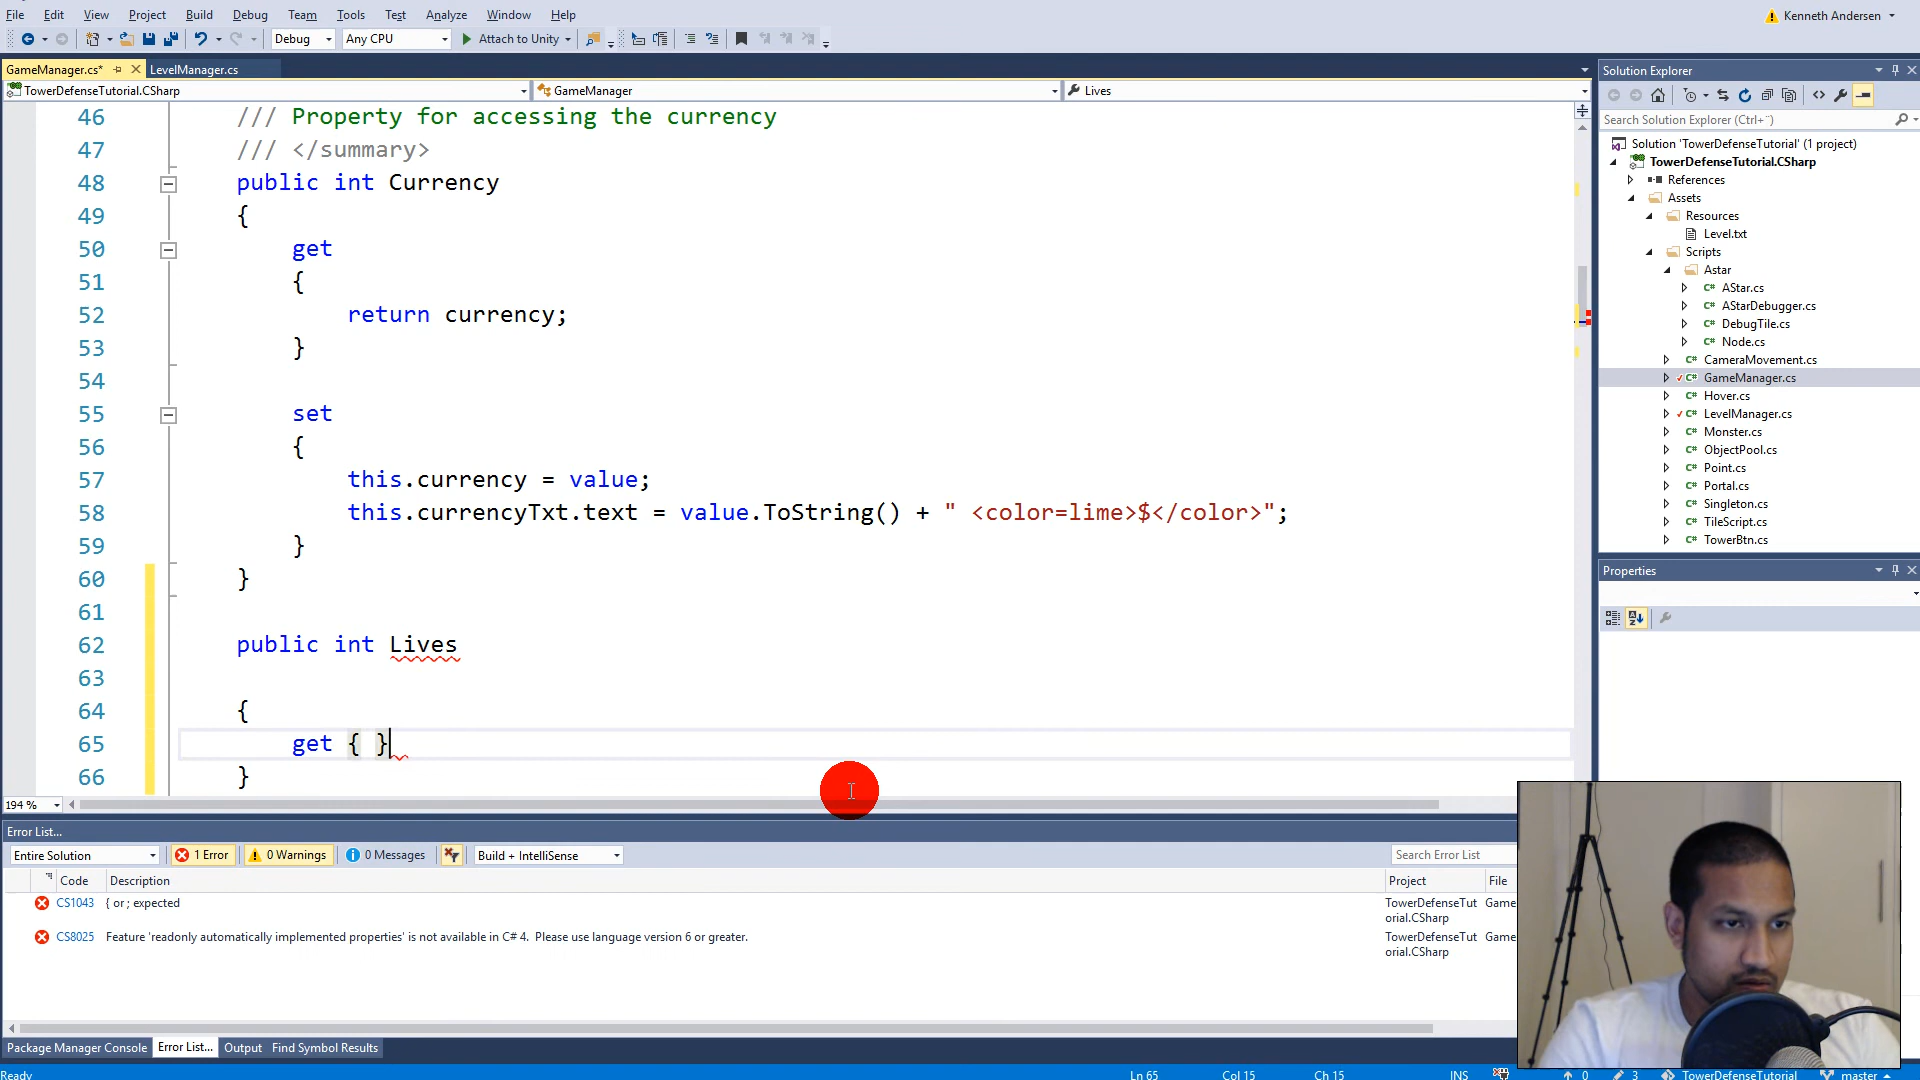 File Edit View Project Build Debug Team Tools Test Analyze Window Help
Kenneth Andersen
Debug Any CPU Attach to Unity
GameManager.cs* LevelManager.cs
TowerDefenseTutorial.CSharp GameManager Lives
46 /// Property for accessing the currency
47 /// </summary>
48 public int Currency
49 {
50 get
51 {
52 return currency;
53 }
54
55 set
56 {
57 this.currency = value;
58 this.currencyTxt.text = value.ToString() + " <color=lime>$</color>";
59 }
60 }
61
62 public int Lives
63
64 {
65 get { }
66 }
194 %
Solution Explorer
Search Solution Explorer (Ctrl+¨)
Solution 'TowerDefenseTutorial' (1 project)
TowerDefenseTutorial.CSharp
References
Assets
Resources
Level.txt
Scripts
Astar
C# AStar.cs
C# AStarDebugger.cs
C# DebugTile.cs
C# Node.cs
C# CameraMovement.cs
C# GameManager.cs
C# Hover.cs
C# LevelManager.cs
C# Monster.cs
C# ObjectPool.cs
C# Point.cs
C# Portal.cs
C# Singleton.cs
C# TileScript.cs
C# TowerBtn.cs
Properties
Error List...
Entire Solution 1 Error 0 Warnings 0 Messages Build + IntelliSense Search Error List
Code Description Project File
CS1043 { or ; expected TowerDefenseTut Game
orial.CSharp
CS8025 Feature 'readonly automatically implemented properties' is not available in C# 4. Please use language version 6 or greater. TowerDefenseTut Game
orial.CSharp
Package Manager Console Error List... Output Find Symbol Results
Ready Ln 65 Col 15 Ch 15 INS 0 3 TowerDefenseTutorial master